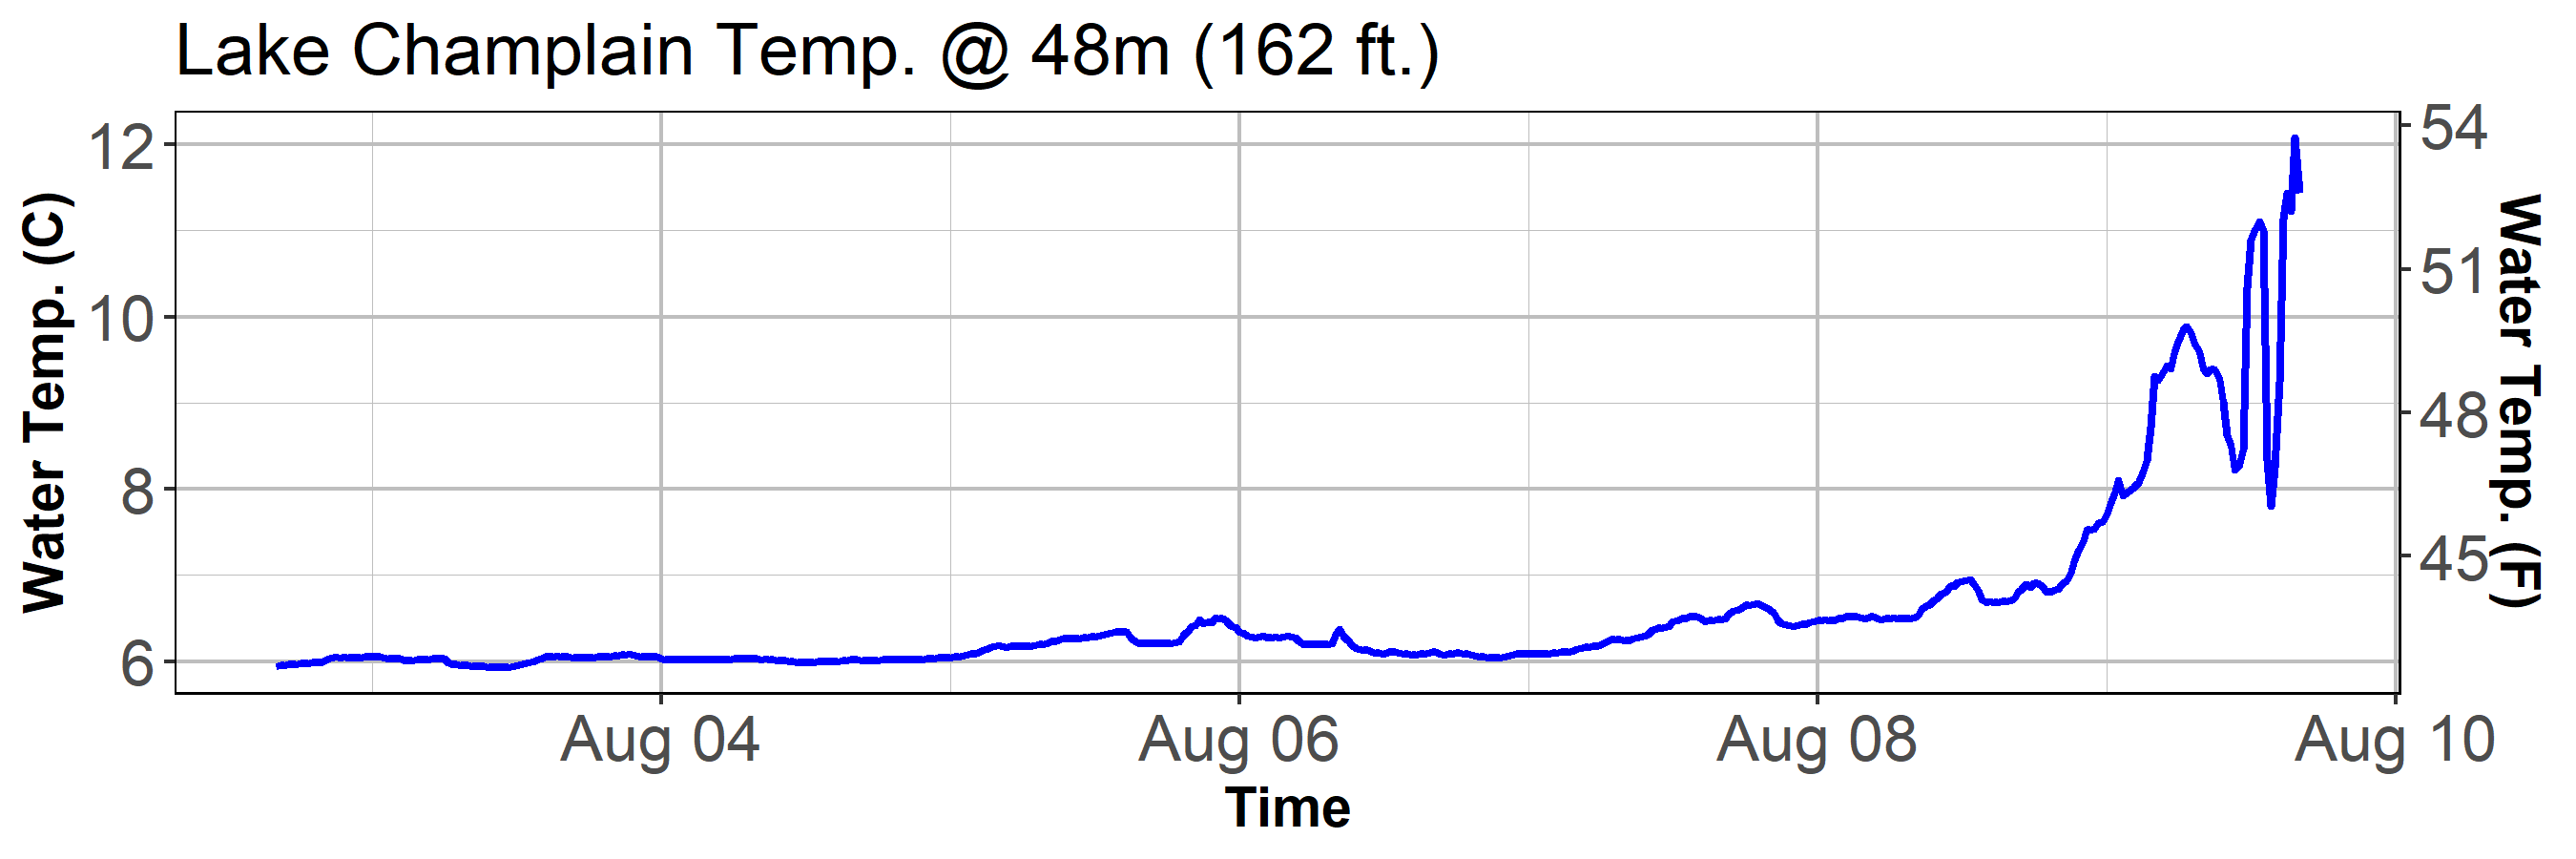 Lake Champlain Temp. @ 48m (162 ft.)
Water Temp. (C)
12
10
8
6
54
51
48
45
Water Temp. (F)
Aug 04 Aug 06 Aug 08 Aug 10
Time